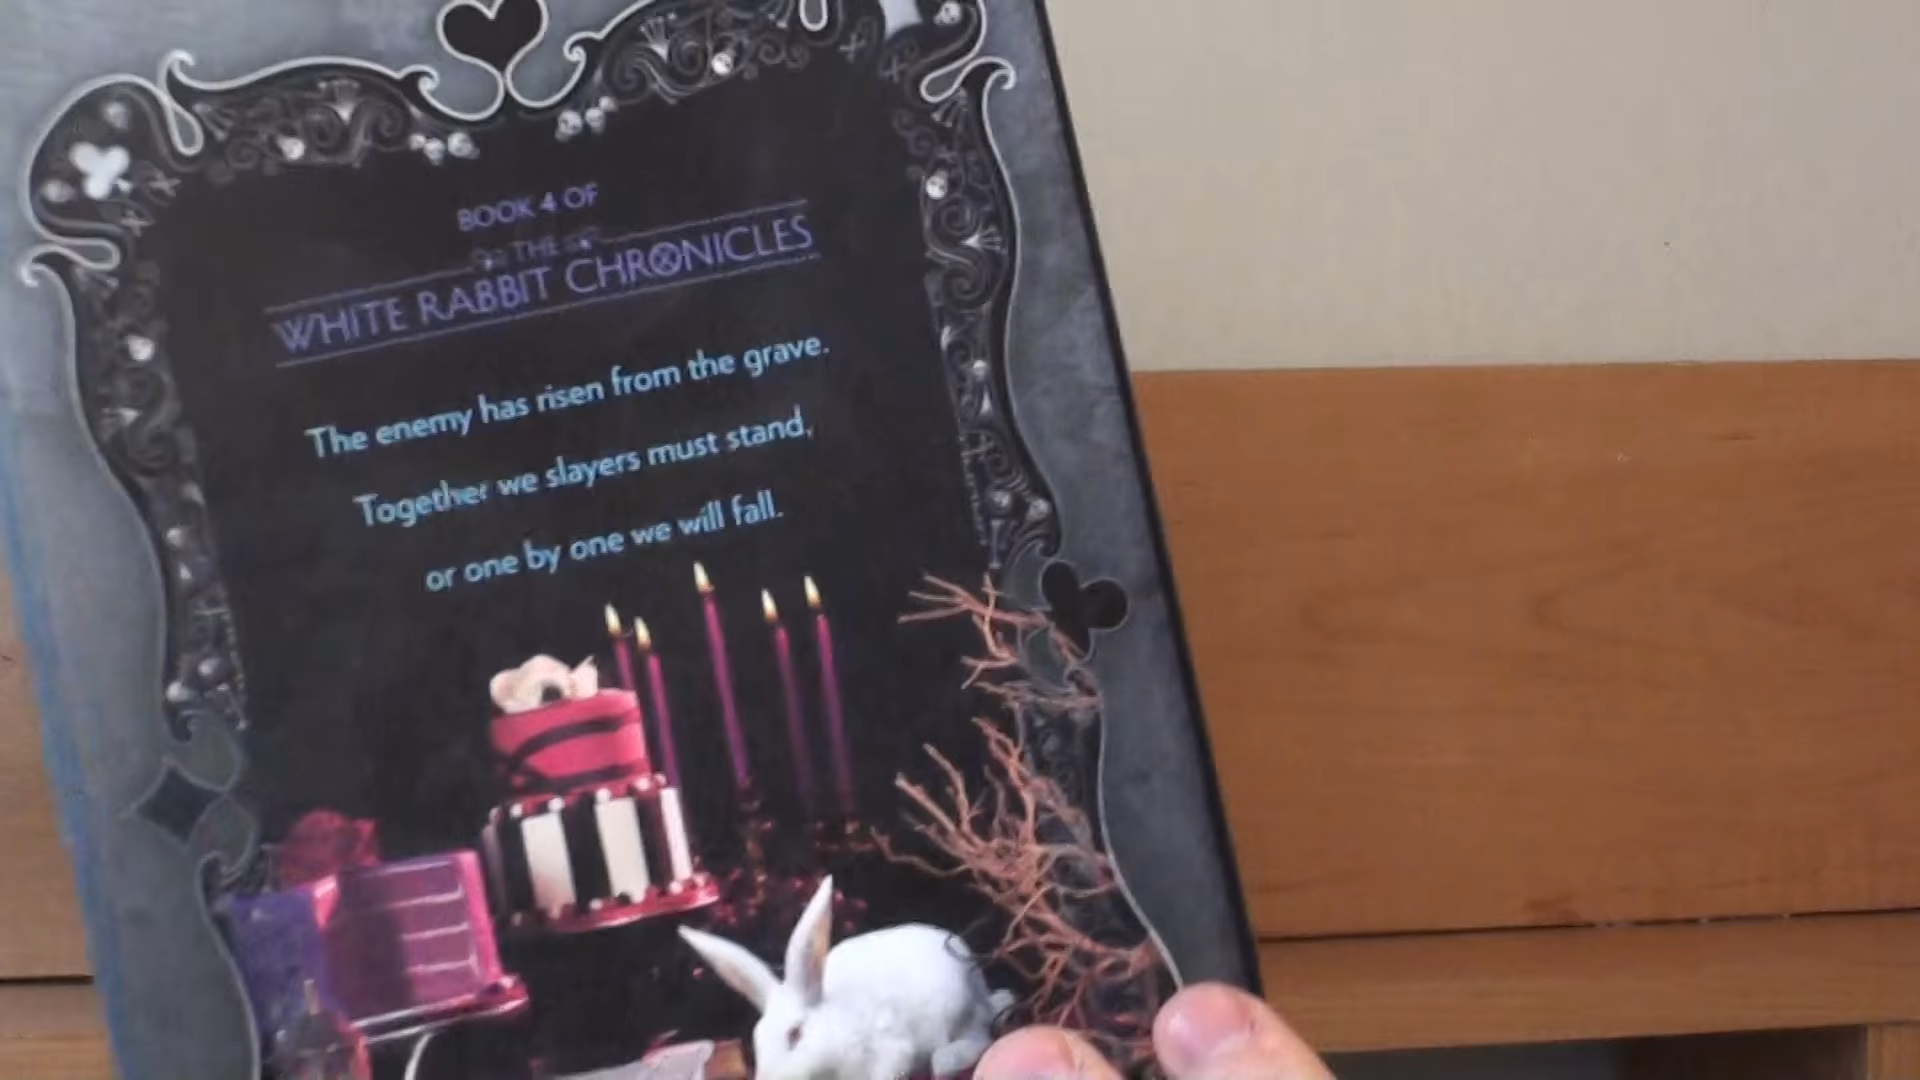 BOOK 4 OF
THE
WHITE RABBIT CHRONICLES
The enemy has risen from the grave.
Together we slayers must stand,
or one by one we will fall.